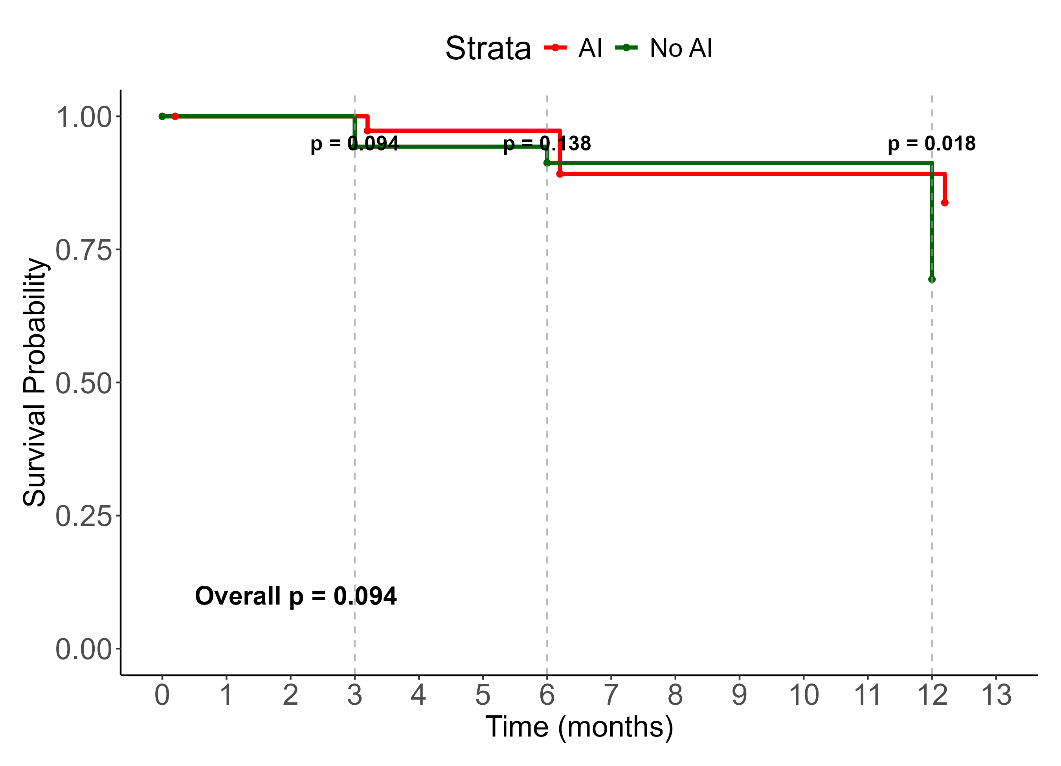 Strata AI No AI
1.00
p = 0.094 p = 0.138 p = 0.018
0.75
Survival Probability
0.50
0.25
Overall p = 0.094
0.00
0 1 2 3 4 5 6 7 8 9 10 11 12 13
Time (months)